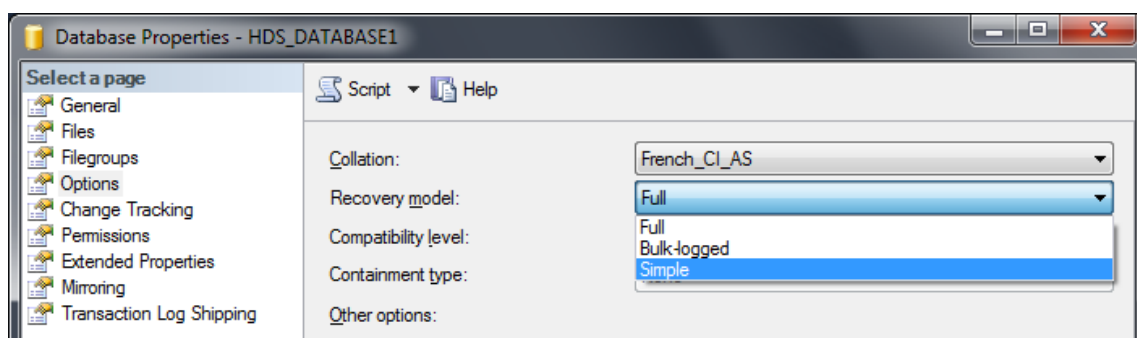 Database Properties - HDS_DATABASE1
Select a page
General
Files
Filegroups
Options
Change Tracking
Permissions
Extended Properties
Mirroring
Transaction Log Shipping
Script Help
Collation: French_CI_AS
Recovery model: Full
Full
Compatibility level:
Bulk-logged
Simple
Containment type:
Other options: